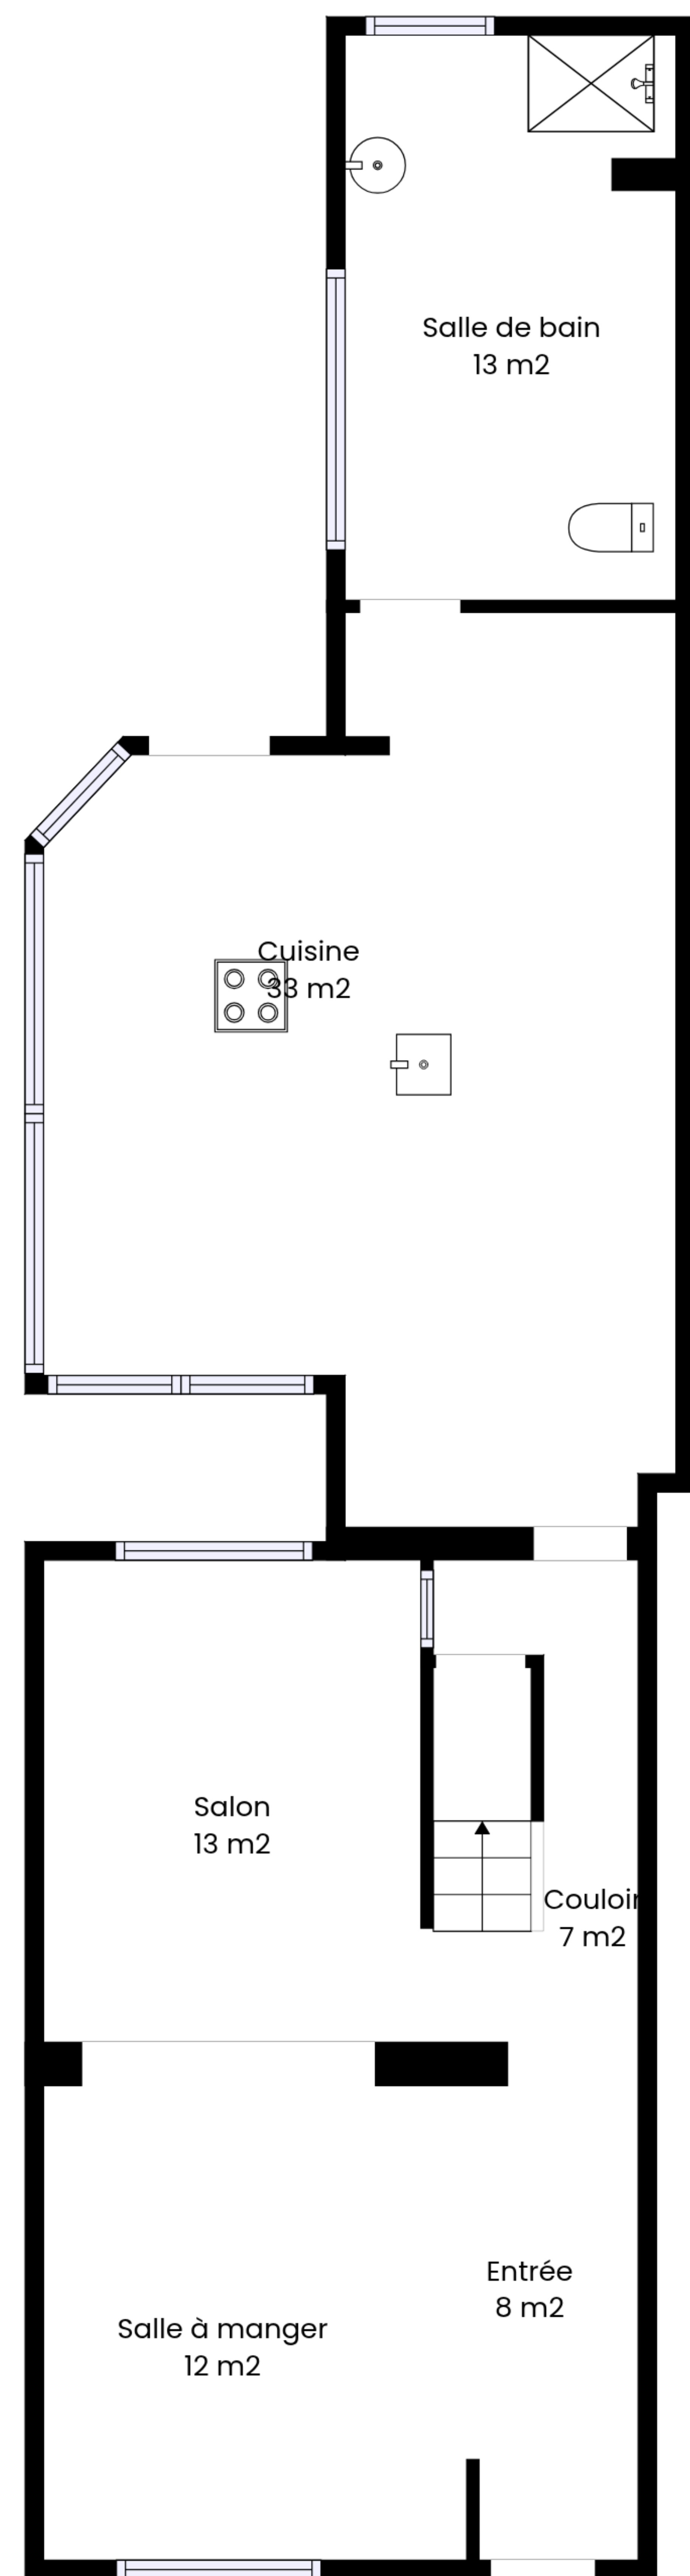 Salle de bain
13 m2
Cuisine
33 m2
Salon
13 m2
Couloir
7 m2
Entrée
8 m2
Salle à manger
12 m2